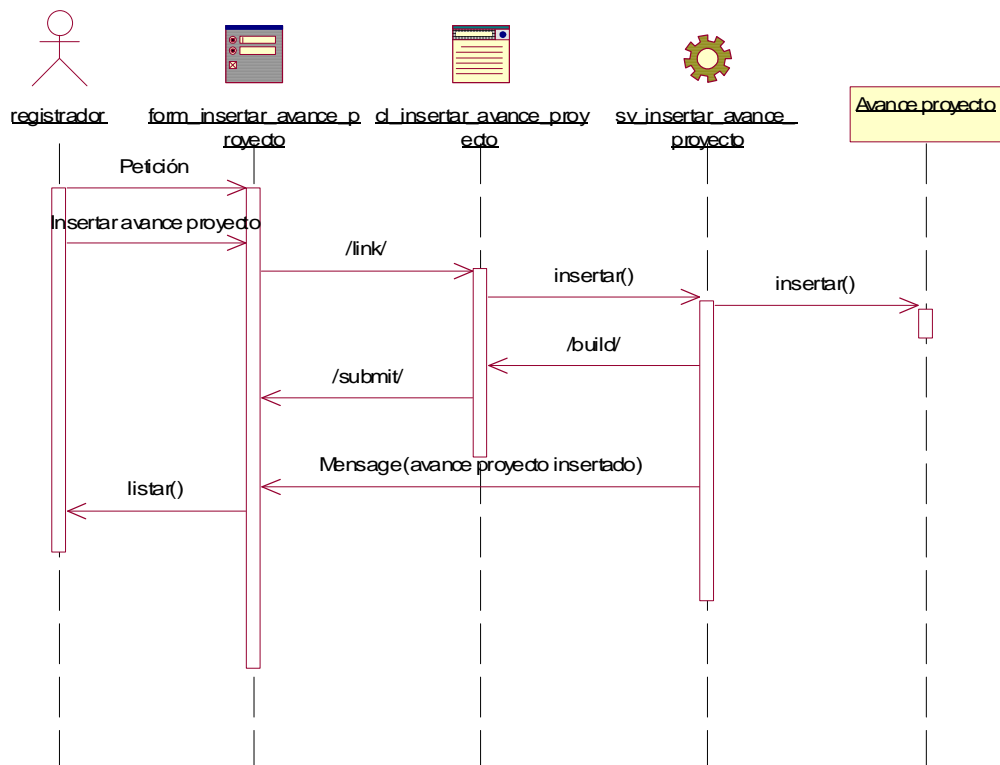 registrador
form_insertar_avance_p
royecto
cl_insertar_avance_proy
ecto
sv_insertar_avance_
proyecto
Avance proyecto
Petición
Insertar avance proyecto
/link/
insertar()
insertar()
/build/
/submit/
Mensage(avance proyecto insertado)
listar()